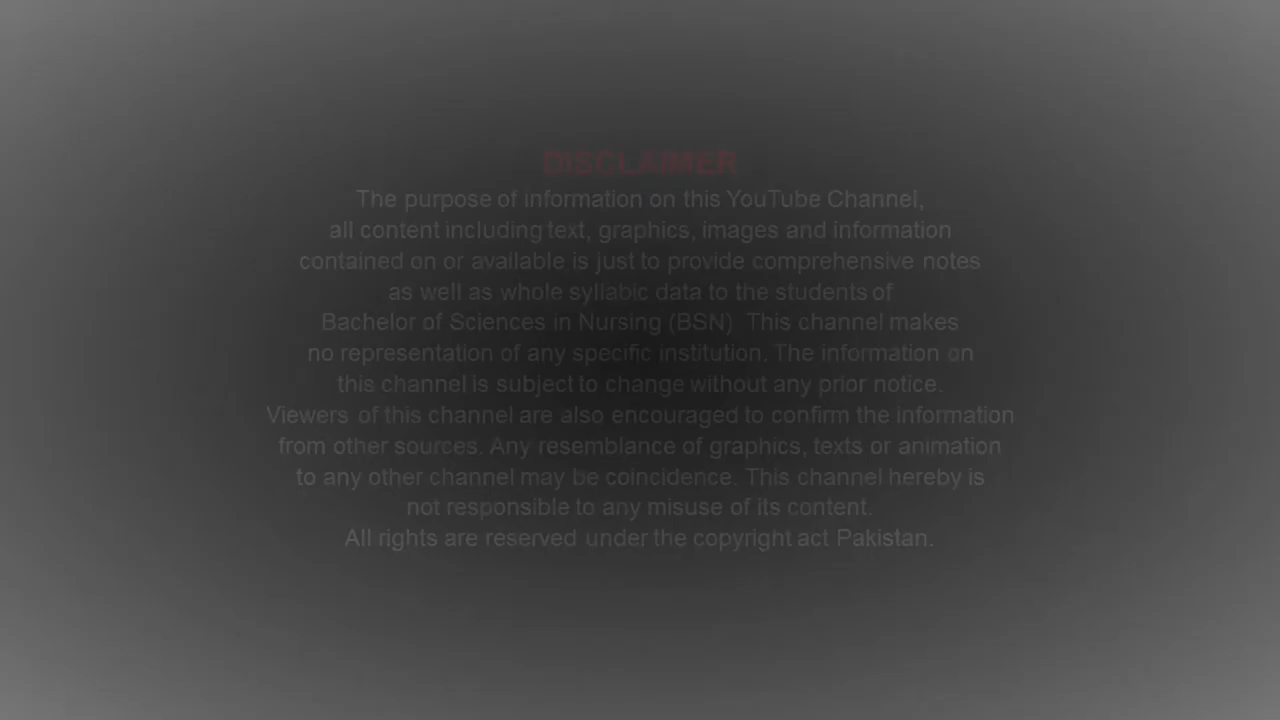 DISCLAIMER
The purpose of information on this YouTube Channel,
all content including text, graphics, images and information
contained on or available is just to provide comprehensive notes
as well as whole syllabic data to the students of
Bachelor of Sciences in Nursing (BSN). This channel makes
no representation of any specific institution. The information on
this channel is subject to change without any prior notice.
Viewers of this channel are also encouraged to confirm the information
from other sources. Any resemblance of graphics, texts or animation
to any other channel may be coincidence. This channel hereby is
not responsible to any misuse of its content.
All rights are reserved under the copyright act Pakistan.